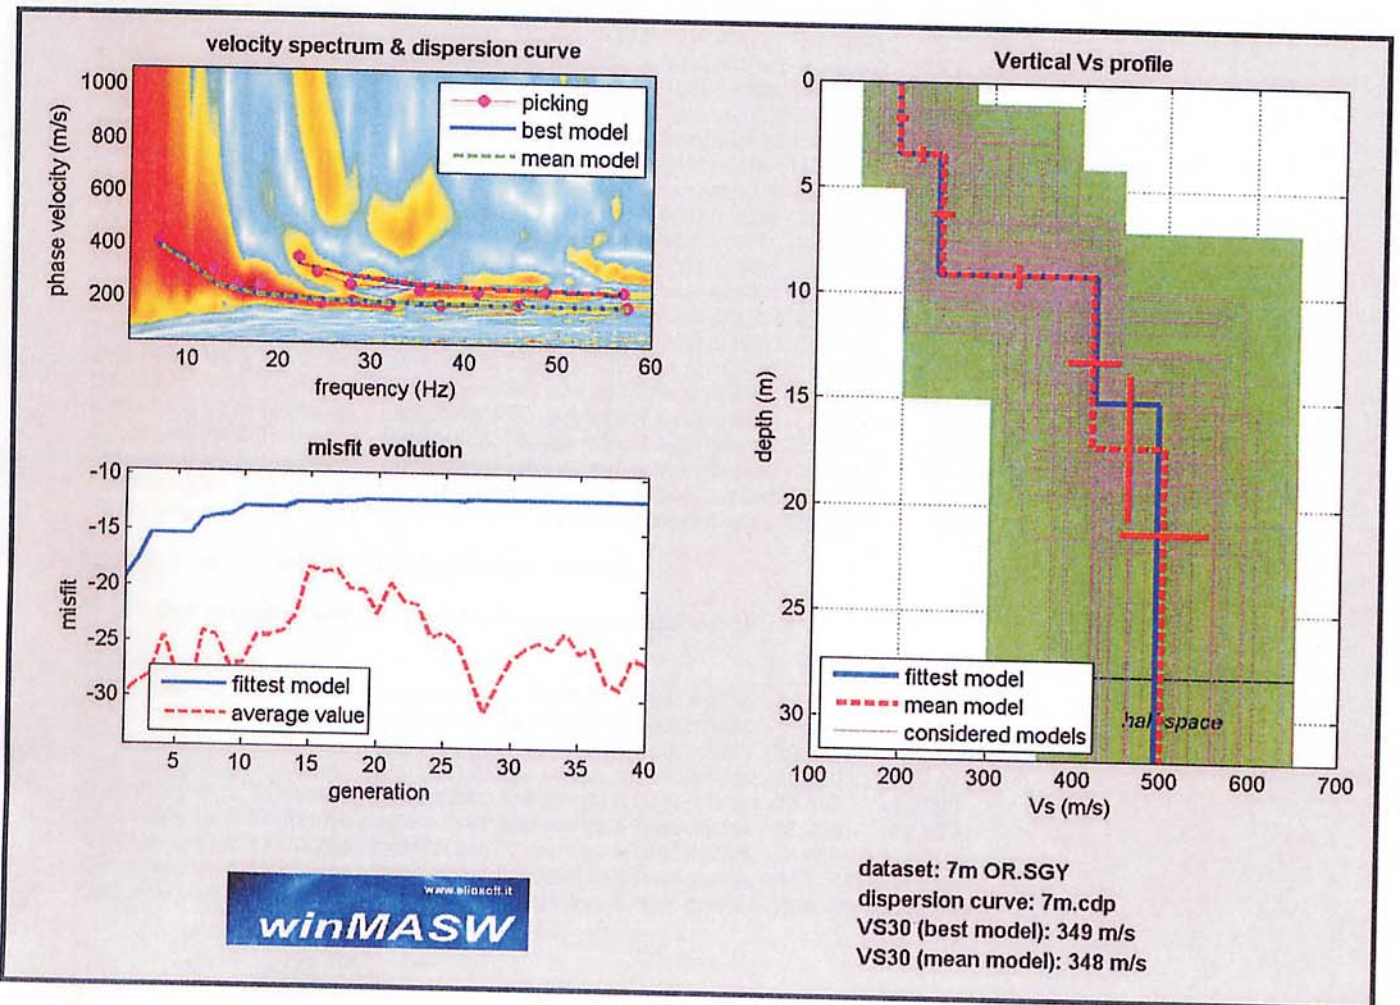 velocity spectrum & dispersion curve
1000
800
600
400
200
phase velocity (m/s)
picking
best model
mean model
10 20 30 40 50 60
frequency (Hz)
misfit evolution
-10
-15
-20
-25
-30
misfit
fittest model
average value
5 10 15 20 25 30 35 40
generation
Vertical Vs profile
0
5
10
15
20
25
30
depth (m)
fittest model
mean model
considered models
half space
100 200 300 400 500 600 700
Vs (m/s)
www.eliosoft.it
winMASW
dataset: 7m OR.SGY
dispersion curve: 7m.cdp
VS30 (best model): 349 m/s
VS30 (mean model): 348 m/s